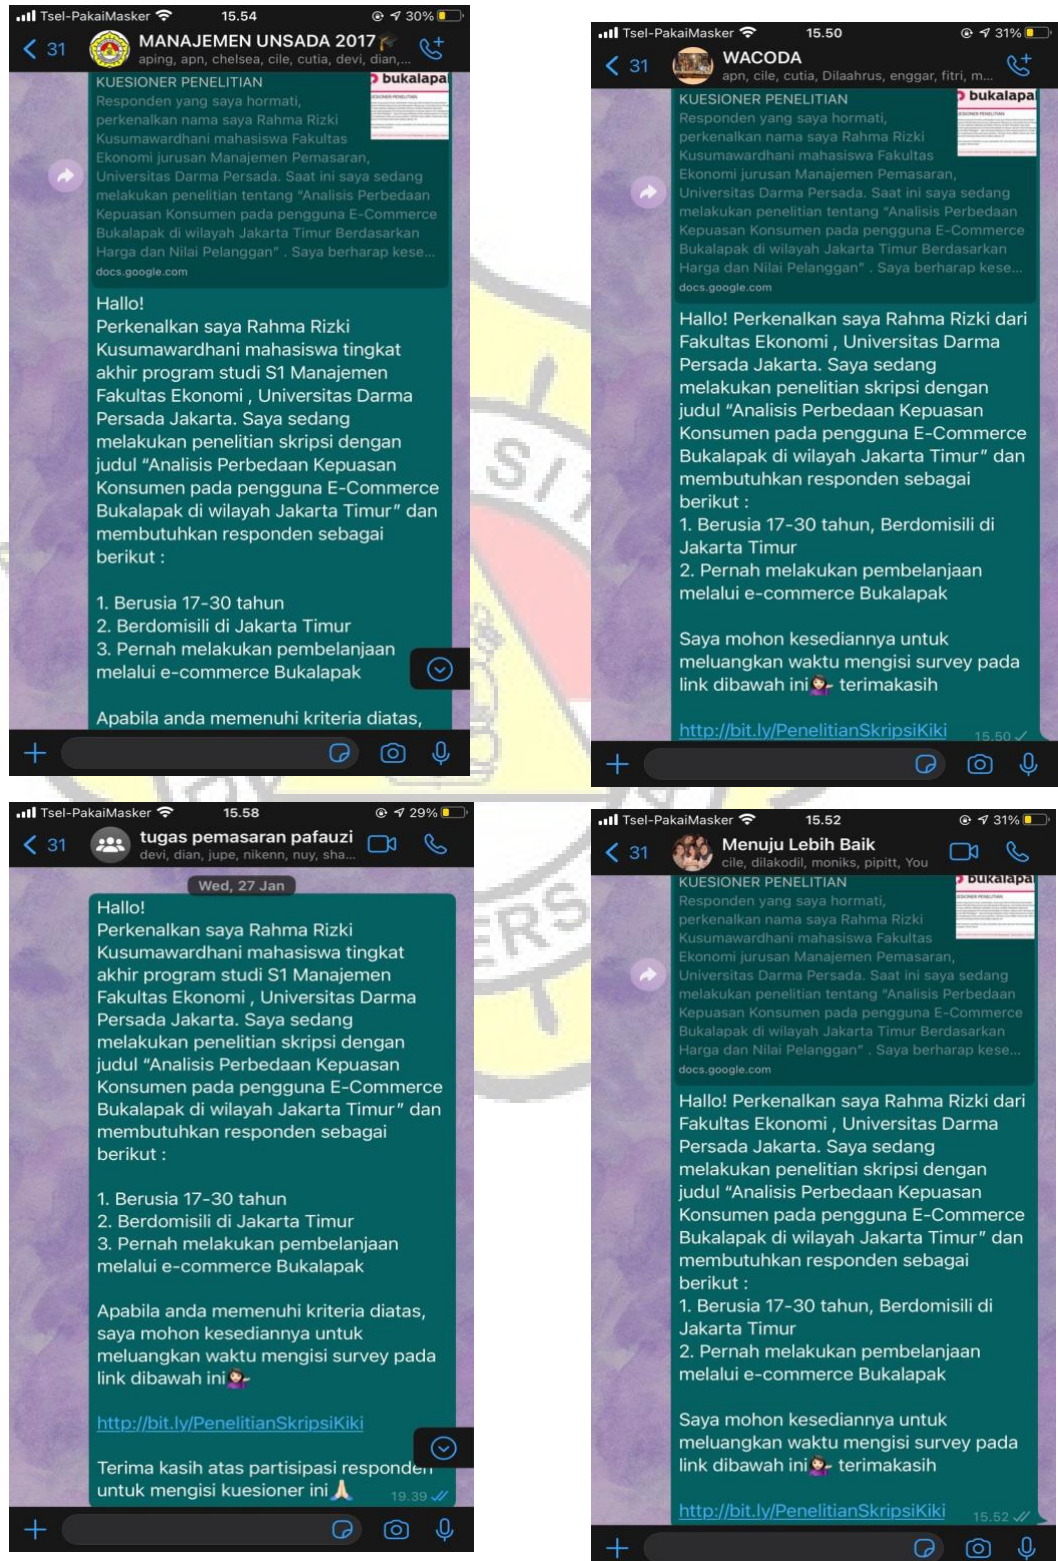 Tsel-PakaiMasker 15.54 30%
31 MANAJEMEN UNSADA 2017🎓
aping, apn, chelsea, cile, cutia, devi, dian,...
bukalapa
KUESIONER PENELITIAN
Responden yang saya hormati,
perkenalkan nama saya Rahma Rizki
Kusumawardhani mahasiswa Fakultas
Ekonomi jurusan Manajemen Pemasaran,
Universitas Darma Persada. Saat ini saya sedang
melakukan penelitian tentang "Analisis Perbedaan
Kepuasan Konsumen pada pengguna E-Commerce
Bukalapak di wilayah Jakarta Timur Berdasarkan
Harga dan Nilai Pelanggan" . Saya berharap kese...
docs.google.com
Hallo!
Perkenalkan saya Rahma Rizki
Kusumawardhani mahasiswa tingkat
akhir program studi S1 Manajemen
Fakultas Ekonomi , Universitas Darma
Persada Jakarta. Saya sedang
melakukan penelitian skripsi dengan
judul “Analisis Perbedaan Kepuasan
Konsumen pada pengguna E-Commerce
Bukalapak di wilayah Jakarta Timur” dan
membutuhkan responden sebagai
berikut :
1. Berusia 17-30 tahun
2. Berdomisili di Jakarta Timur
3. Pernah melakukan pembelanjaan
melalui e-commerce Bukalapak
Apabila anda memenuhi kriteria diatas,
Tsel-PakaiMasker 15.50 31%
31 WACODA
apn, cile, cutia, Dilaahrus, enggar, fitri, m...
bukalapa
KUESIONER PENELITIAN
Responden yang saya hormati,
perkenalkan nama saya Rahma Rizki
Kusumawardhani mahasiswa Fakultas
Ekonomi jurusan Manajemen Pemasaran,
Universitas Darma Persada. Saat ini saya sedang
melakukan penelitian tentang "Analisis Perbedaan
Kepuasan Konsumen pada pengguna E-Commerce
Bukalapak di wilayah Jakarta Timur Berdasarkan
Harga dan Nilai Pelanggan" . Saya berharap kese...
docs.google.com
Hallo! Perkenalkan saya Rahma Rizki dari
Fakultas Ekonomi , Universitas Darma
Persada Jakarta. Saya sedang
melakukan penelitian skripsi dengan
judul “Analisis Perbedaan Kepuasan
Konsumen pada pengguna E-Commerce
Bukalapak di wilayah Jakarta Timur” dan
membutuhkan responden sebagai
berikut :
1. Berusia 17-30 tahun, Berdomisili di
Jakarta Timur
2. Pernah melakukan pembelanjaan
melalui e-commerce Bukalapak
Saya mohon kesediannya untuk
meluangkan waktu mengisi survey pada
link dibawah ini💁🏻‍♀️ terimakasih
http://bit.ly/PenelitianSkripsiKiki 15.50
Tsel-PakaiMasker 15.58 29%
31 tugas pemasaran pafauzi
devi, dian, jupe, nikenn, nuy, sha...
Wed, 27 Jan
Hallo!
Perkenalkan saya Rahma Rizki
Kusumawardhani mahasiswa tingkat
akhir program studi S1 Manajemen
Fakultas Ekonomi , Universitas Darma
Persada Jakarta. Saya sedang
melakukan penelitian skripsi dengan
judul “Analisis Perbedaan Kepuasan
Konsumen pada pengguna E-Commerce
Bukalapak di wilayah Jakarta Timur” dan
membutuhkan responden sebagai
berikut :
1. Berusia 17-30 tahun
2. Berdomisili di Jakarta Timur
3. Pernah melakukan pembelanjaan
melalui e-commerce Bukalapak
Apabila anda memenuhi kriteria diatas,
saya mohon kesediannya untuk
meluangkan waktu mengisi survey pada
link dibawah ini💁🏻‍♀️
http://bit.ly/PenelitianSkripsiKiki
Terima kasih atas partisipasi responden
untuk mengisi kuesioner ini🙏🏻 19.39
Tsel-PakaiMasker 15.52 31%
31 Menuju Lebih Baik
cile, dilakodil, moniks, pipitt, You
bukalapa
KUESIONER PENELITIAN
Responden yang saya hormati,
perkenalkan nama saya Rahma Rizki
Kusumawardhani mahasiswa Fakultas
Ekonomi jurusan Manajemen Pemasaran,
Universitas Darma Persada. Saat ini saya sedang
melakukan penelitian tentang "Analisis Perbedaan
Kepuasan Konsumen pada pengguna E-Commerce
Bukalapak di wilayah Jakarta Timur Berdasarkan
Harga dan Nilai Pelanggan" . Saya berharap kese...
docs.google.com
Hallo! Perkenalkan saya Rahma Rizki dari
Fakultas Ekonomi , Universitas Darma
Persada Jakarta. Saya sedang
melakukan penelitian skripsi dengan
judul “Analisis Perbedaan Kepuasan
Konsumen pada pengguna E-Commerce
Bukalapak di wilayah Jakarta Timur” dan
membutuhkan responden sebagai
berikut :
1. Berusia 17-30 tahun, Berdomisili di
Jakarta Timur
2. Pernah melakukan pembelanjaan
melalui e-commerce Bukalapak
Saya mohon kesediannya untuk
meluangkan waktu mengisi survey pada
link dibawah ini💁🏻‍♀️ terimakasih
http://bit.ly/PenelitianSkripsiKiki 15.52